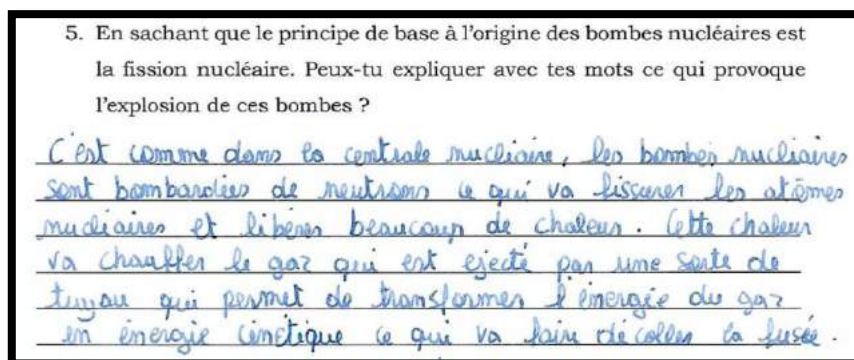 5. En sachant que le principe de base à l'origine des bombes nucléaires est
la fission nucléaire. Peux-tu expliquer avec tes mots ce qui provoque
l'explosion de ces bombes ?
C'est comme dans la centrale nucléaire, les bombes nucléaires
sont bombardées de neutrons ce qui va fissurer les atômes
nucléaires et libérer beaucoup de chaleur. Cette chaleur
va chauffer le gaz qui est ejecté par une sorte de
tuyau qui permet de transformer l'énergie du gaz
en énergie cinétique ce qui va faire décoller la fusée.